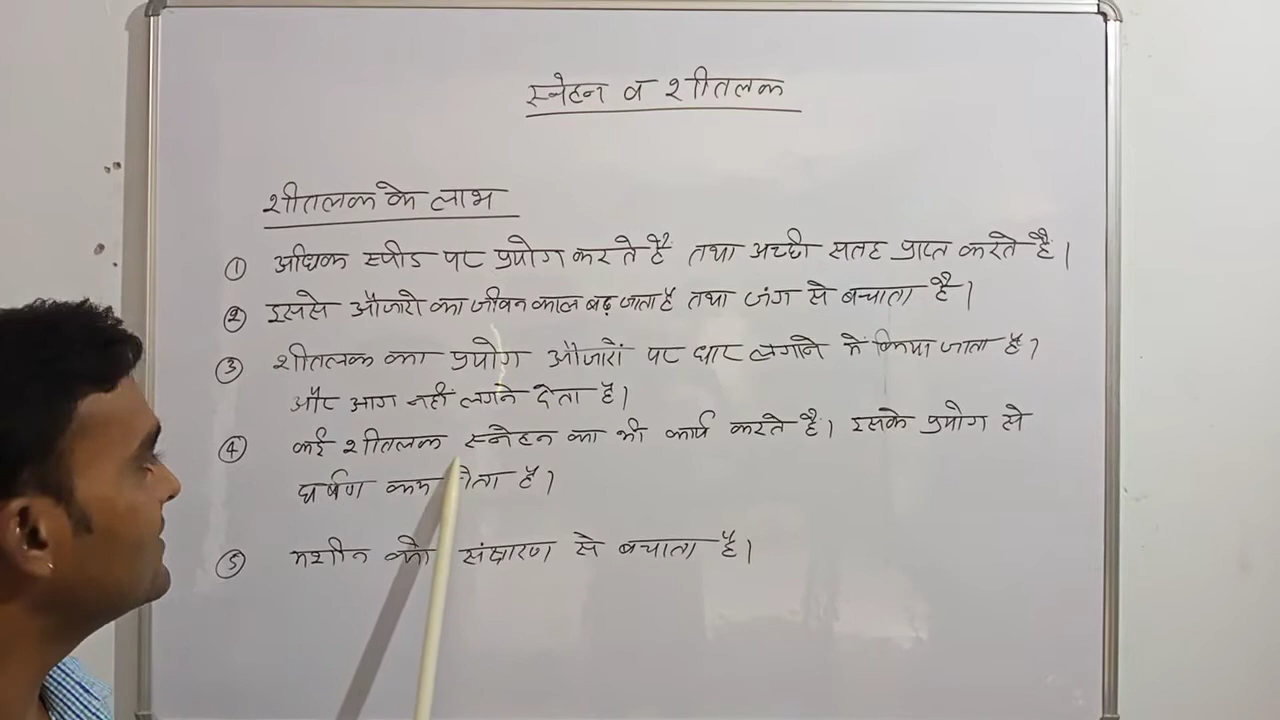 स्नेहन व शीतलक
शीतलक के लाभ
① अधिक स्पीड पर प्रयोग करते हैं तथा अच्छी सतह प्राप्त करते है।
② इससे औजारो का जीवन काल बढ़ जाता है तथा जंग से बचाता है।
③ शीतलक का प्रयोग औजारों पर धार लगाने में किया जाता है।
और आग नहीं लगने देता है।
④ कई शीतलक स्नेहन का भी कार्य करते हैं। इसके प्रयोग से
घर्षण कम होता है।
⑤ मशीन को संक्षारण से बचाता है।